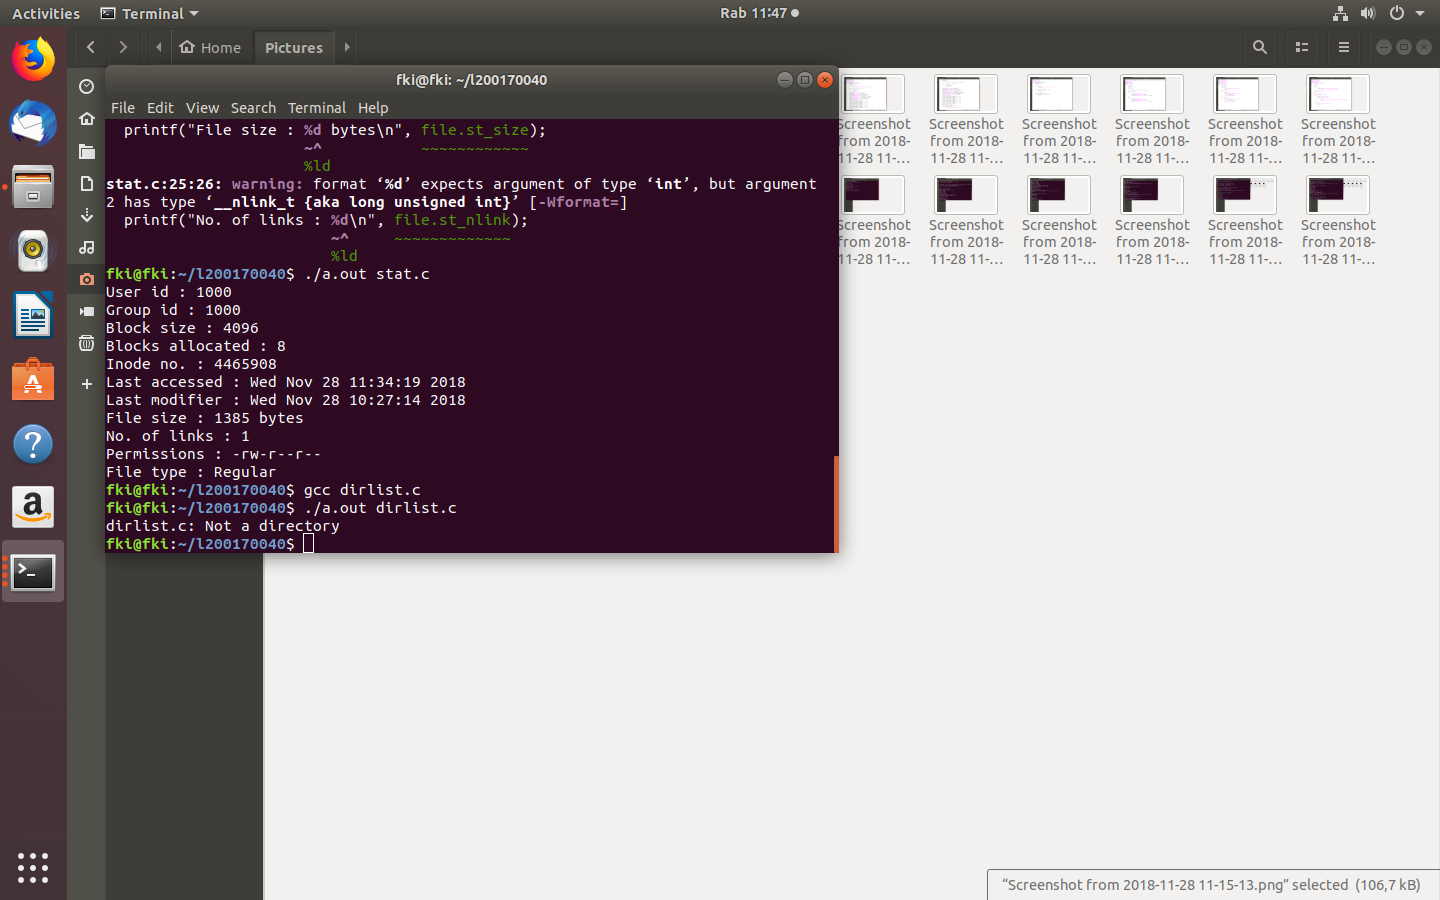 Activities
Terminal
Rab 11:47
Home
Pictures
fki@fki: ~/l200170040
File Edit View Search Terminal Help
printf("File size : %d bytes\n", file.st_size);
~^ ~~~~~~~~~~~~
%ld
stat.c:25:26: warning: format ‘%d’ expects argument of type ‘int’, but argument
2 has type ‘__nlink_t {aka long unsigned int}’ [-Wformat=]
printf("No. of links : %d\n", file.st_nlink);
~^ ~~~~~~~~~~~~~
%ld
fki@fki:~/l200170040$ ./a.out stat.c
User id : 1000
Group id : 1000
Block size : 4096
Blocks allocated : 8
Inode no. : 4465908
Last accessed : Wed Nov 28 11:34:19 2018
Last modifier : Wed Nov 28 10:27:14 2018
File size : 1385 bytes
No. of links : 1
Permissions : -rw-r--r--
File type : Regular
fki@fki:~/l200170040$ gcc dirlist.c
fki@fki:~/l200170040$ ./a.out dirlist.c
dirlist.c: Not a directory
fki@fki:~/l200170040$
Screenshot Screenshot Screenshot Screenshot Screenshot Screenshot
from 2018- from 2018- from 2018- from 2018- from 2018- from 2018-
11-28 11-… 11-28 11-… 11-28 11-… 11-28 11-… 11-28 11-… 11-28 11-…
Screenshot Screenshot Screenshot Screenshot Screenshot Screenshot
from 2018- from 2018- from 2018- from 2018- from 2018- from 2018-
11-28 11-… 11-28 11-… 11-28 11-… 11-28 11-… 11-28 11-… 11-28 11-…
“Screenshot from 2018-11-28 11-15-13.png” selected (106,7 kB)